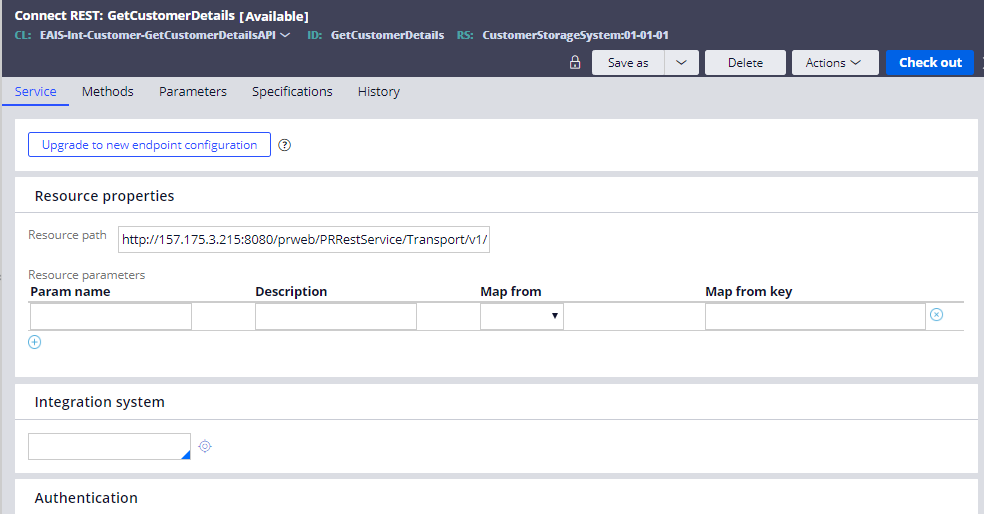 Connect REST: GetCustomerDetails [Available]
CL: EAIS-Int-Customer-GetCustomerDetailsAPI ID: GetCustomerDetails RS: CustomerStorageSystem:01-01-01
Save as Delete Actions Check out
Service Methods Parameters Specifications History
Upgrade to new endpoint configuration ?
Resource properties
Resource path http://157.175.3.215:8080/prweb/PRRestService/Transport/v1/
Resource parameters
Param name Description Map from Map from key
Integration system
Authentication